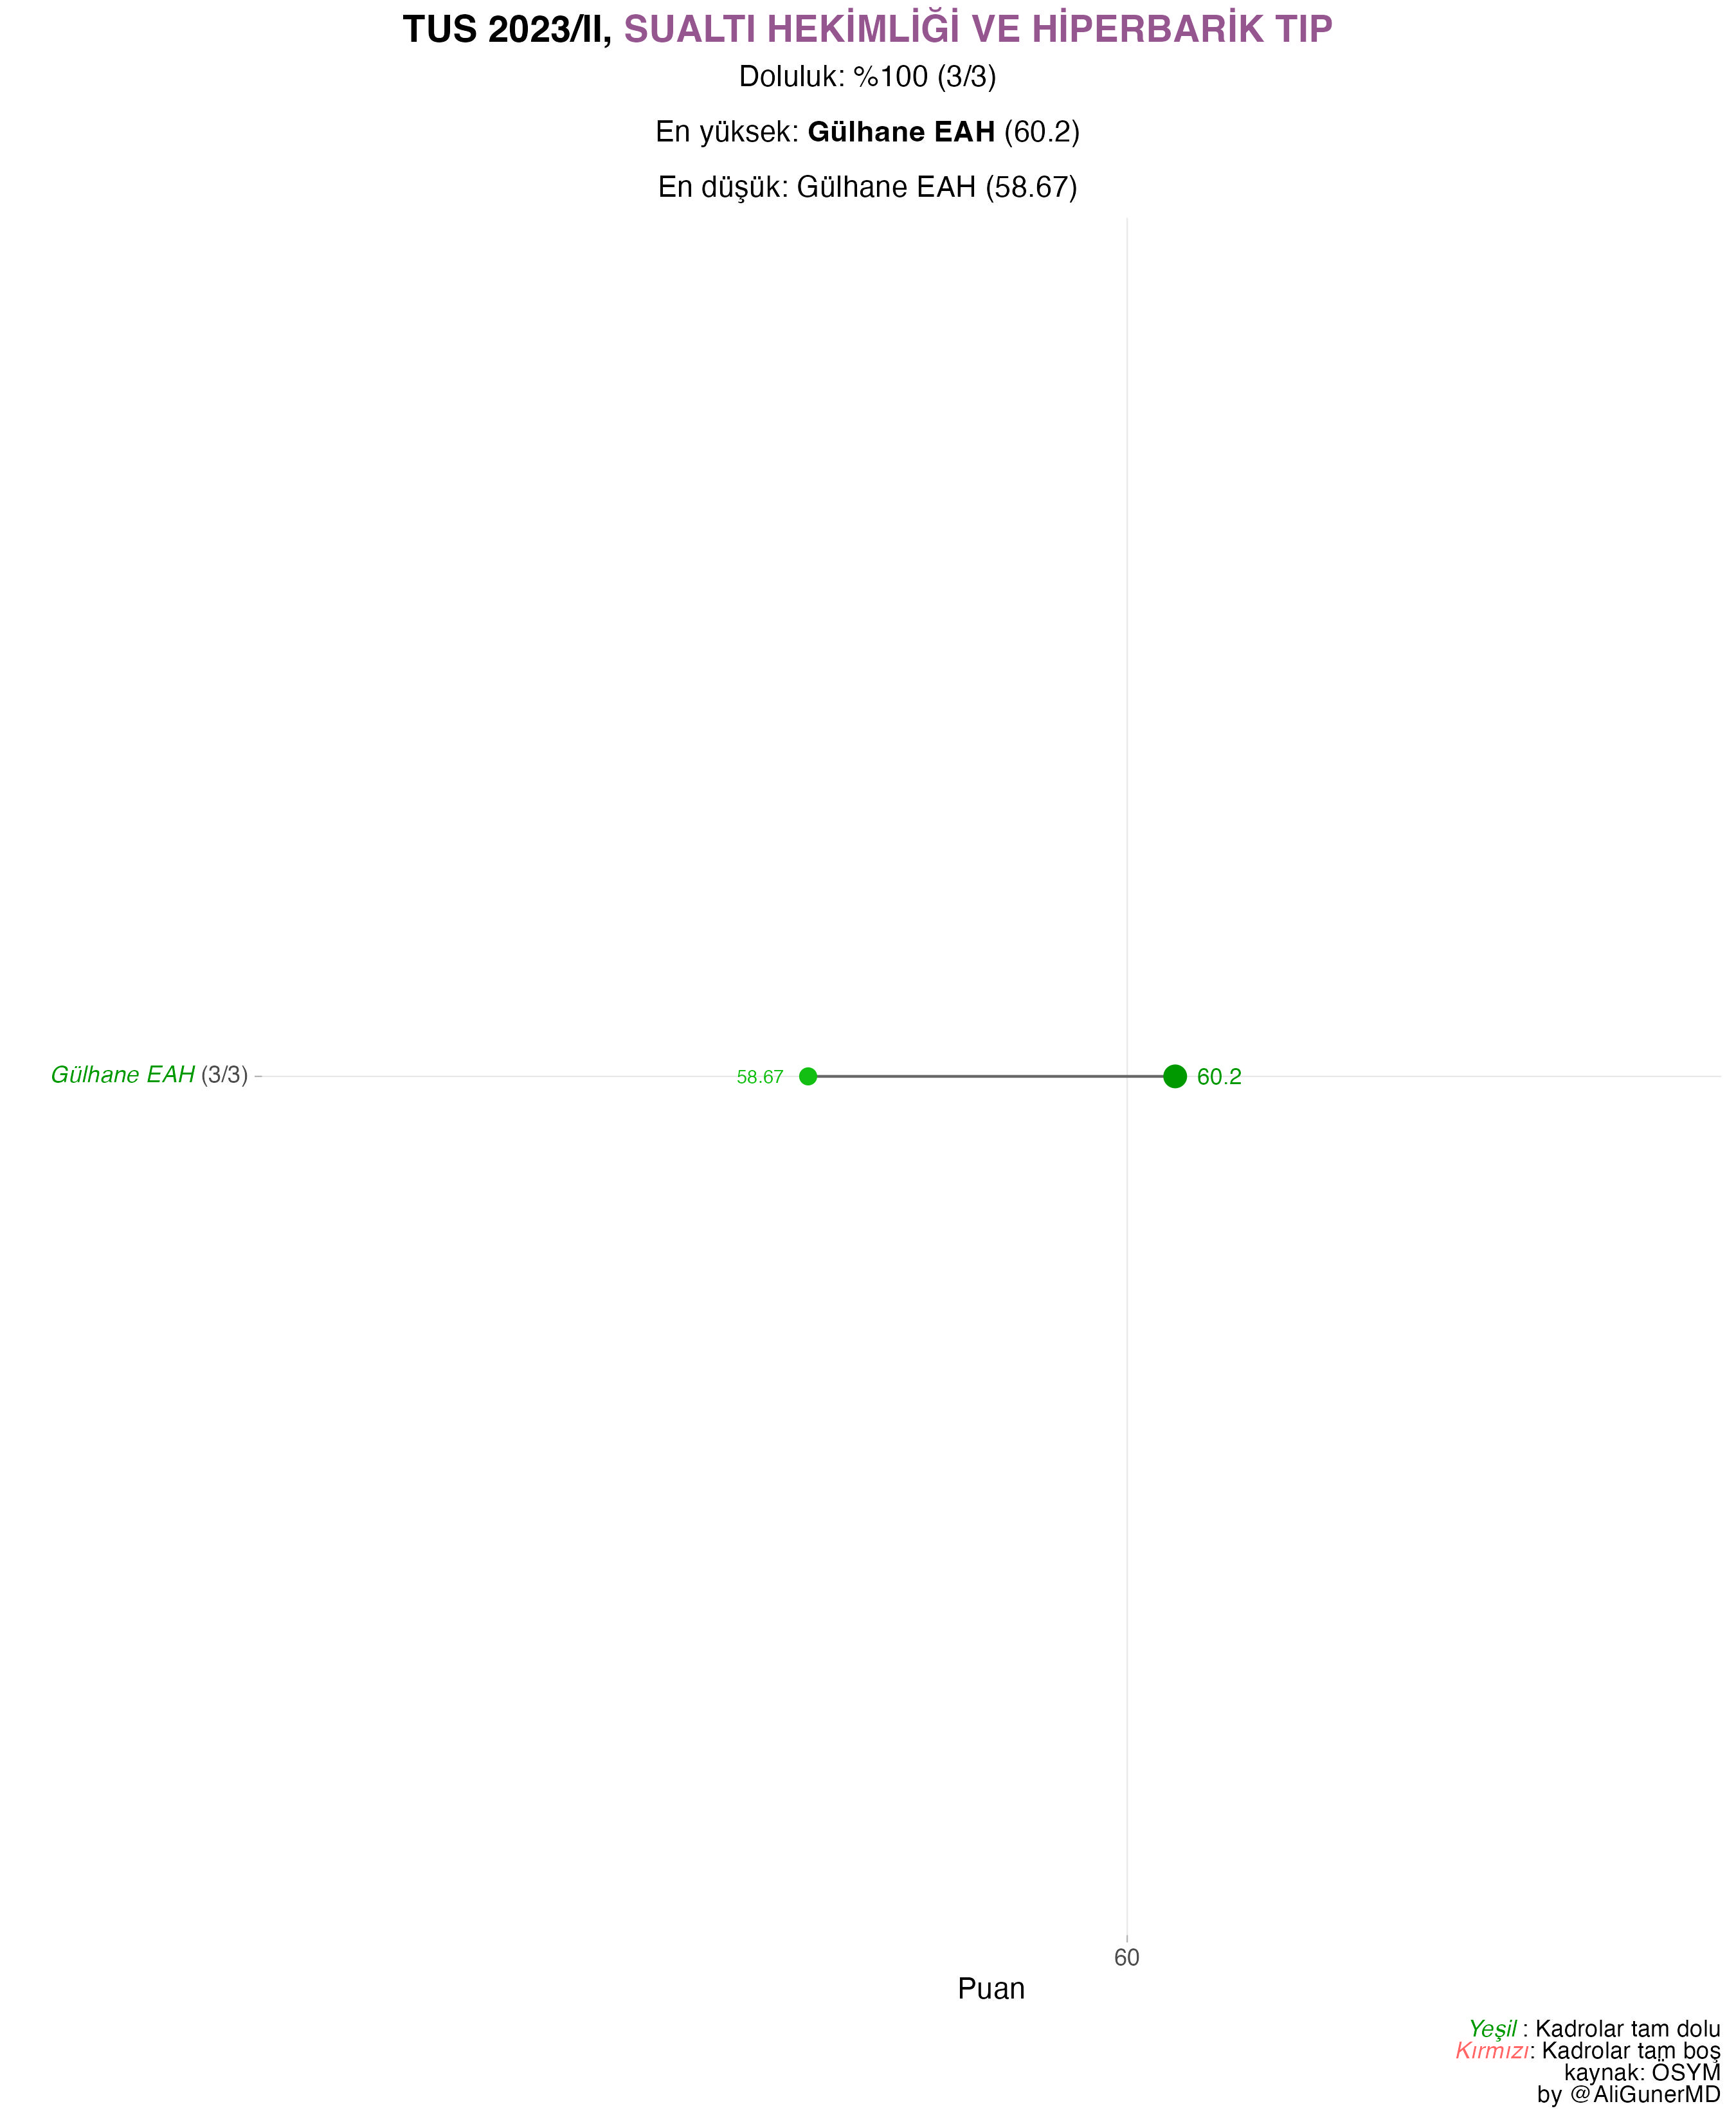 TUS 2023/II, SUALTI HEKİMLİĞİ VE HİPERBARİK TIP
Doluluk: %100 (3/3)
En yüksek: Gülhane EAH (60.2)
En düşük: Gülhane EAH (58.67)
Gülhane EAH (3/3)
58.67
60.2
60
Puan
Yeşil : Kadrolar tam dolu
Kırmızı: Kadrolar tam boş
kaynak: ÖSYM
by @AliGunerMD